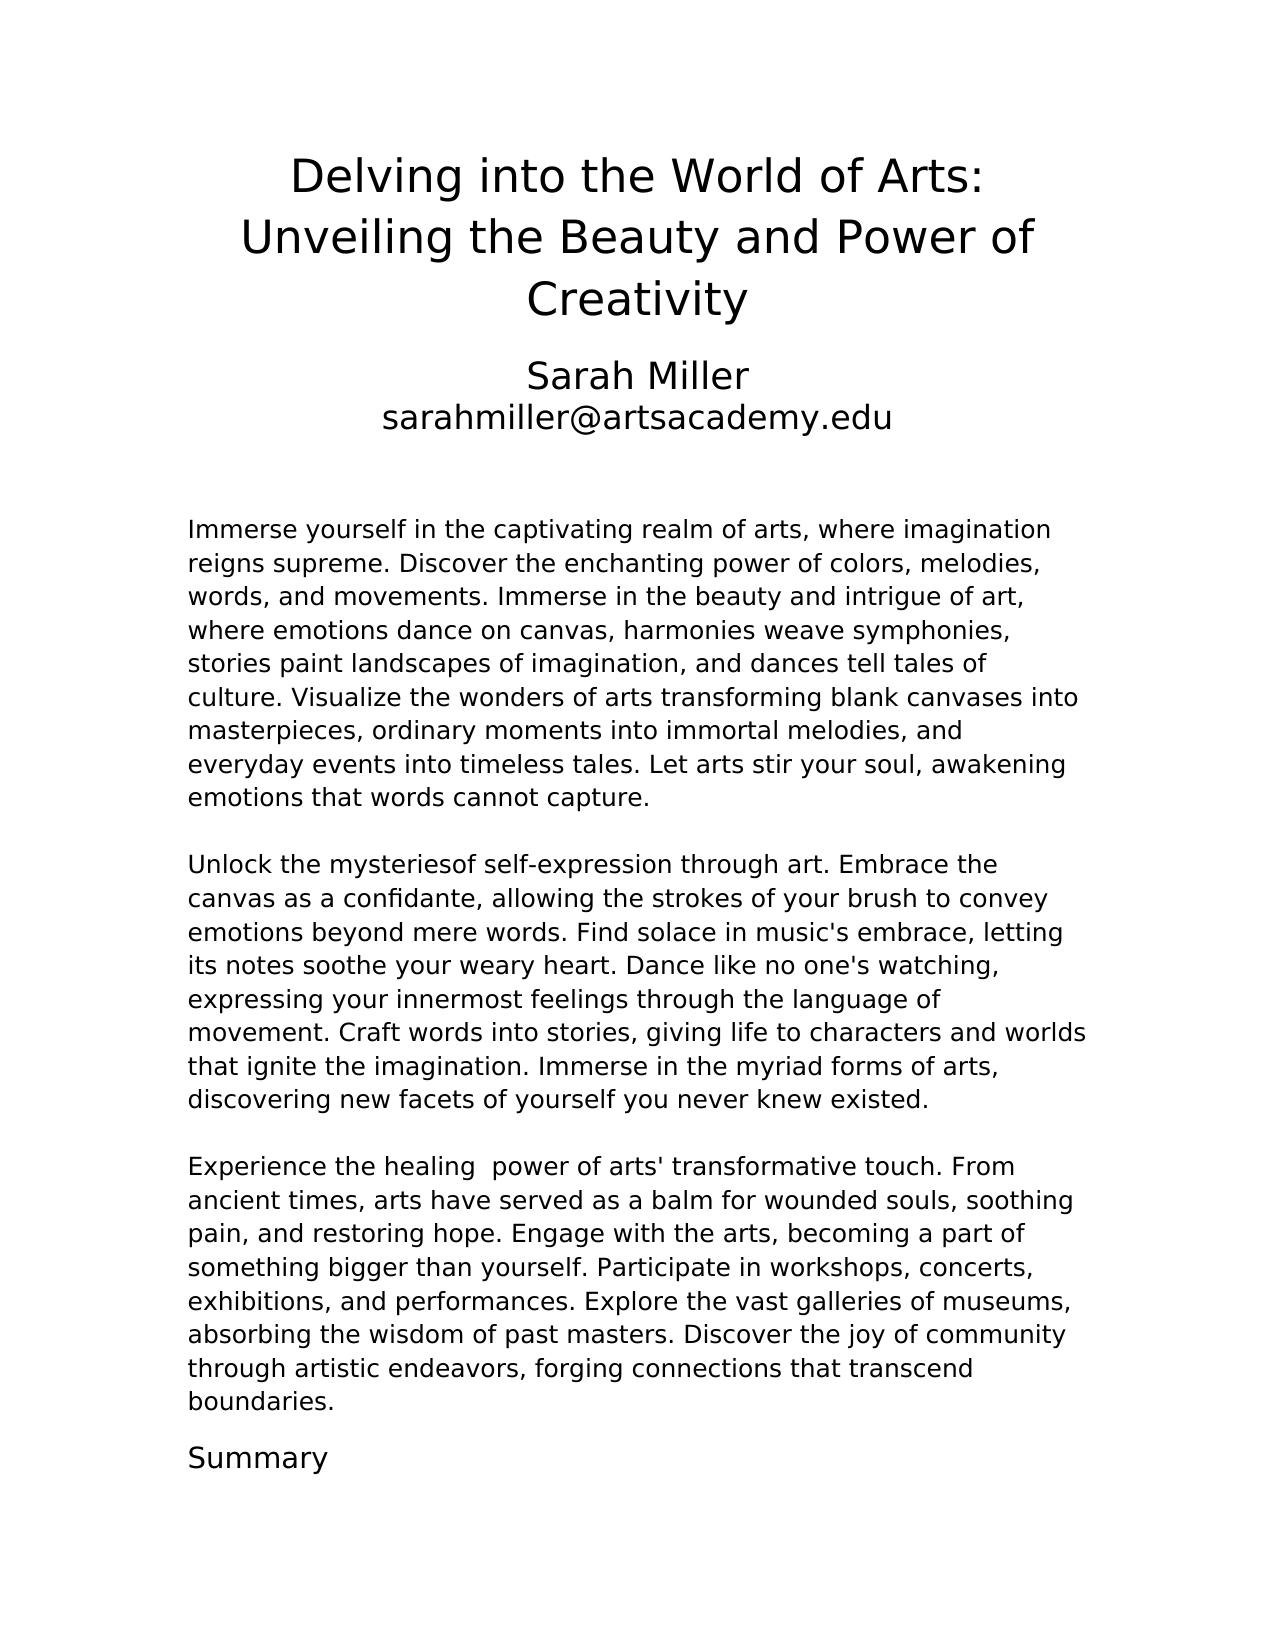 Delving into the World of Arts:
Unveiling the Beauty and Power of
Creativity
Sarah Miller
sarahmiller@artsacademy.edu
Immerse yourself in the captivating realm of arts, where imagination
reigns supreme. Discover the enchanting power of colors, melodies,
words, and movements. Immerse in the beauty and intrigue of art,
where emotions dance on canvas, harmonies weave symphonies,
stories paint landscapes of imagination, and dances tell tales of
culture. Visualize the wonders of arts transforming blank canvases into
masterpieces, ordinary moments into immortal melodies, and
everyday events into timeless tales. Let arts stir your soul, awakening
emotions that words cannot capture.
Unlock the mysteriesof self-expression through art. Embrace the
canvas as a confidante, allowing the strokes of your brush to convey
emotions beyond mere words. Find solace in music's embrace, letting
its notes soothe your weary heart. Dance like no one's watching,
expressing your innermost feelings through the language of
movement. Craft words into stories, giving life to characters and worlds
that ignite the imagination. Immerse in the myriad forms of arts,
discovering new facets of yourself you never knew existed.
Experience the healing  power of arts' transformative touch. From
ancient times, arts have served as a balm for wounded souls, soothing
pain, and restoring hope. Engage with the arts, becoming a part of
something bigger than yourself. Participate in workshops, concerts,
exhibitions, and performances. Explore the vast galleries of museums,
absorbing the wisdom of past masters. Discover the joy of community
through artistic endeavors, forging connections that transcend
boundaries.
Summary